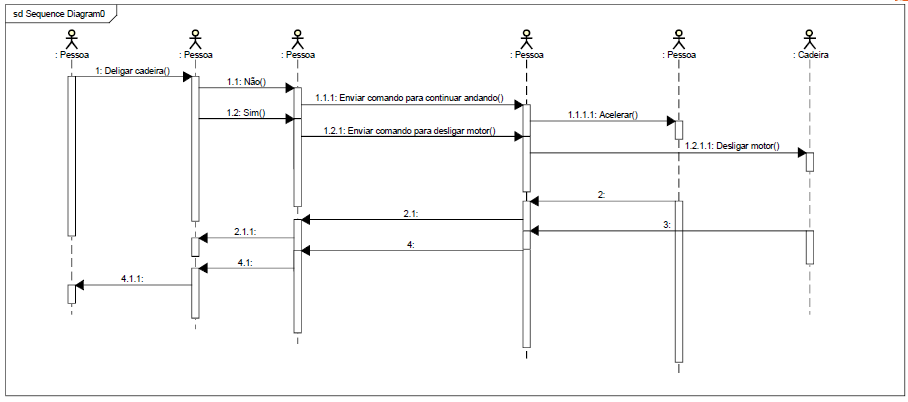 sd Sequence Diagram0
: Pessoa
: Pessoa
: Pessoa
: Pessoa
: Pessoa
: Cadeira
1: Deligar cadeira()
1.1: Não()
1.1.1: Enviar comando para continuar andando()
1.1.1.1: Acelerar()
1.2: Sim()
1.2.1: Enviar comando para desligar motor()
1.2.1.1: Desligar motor()
2:
2.1:
3:
2.1.1:
4:
4.1:
4.1.1: